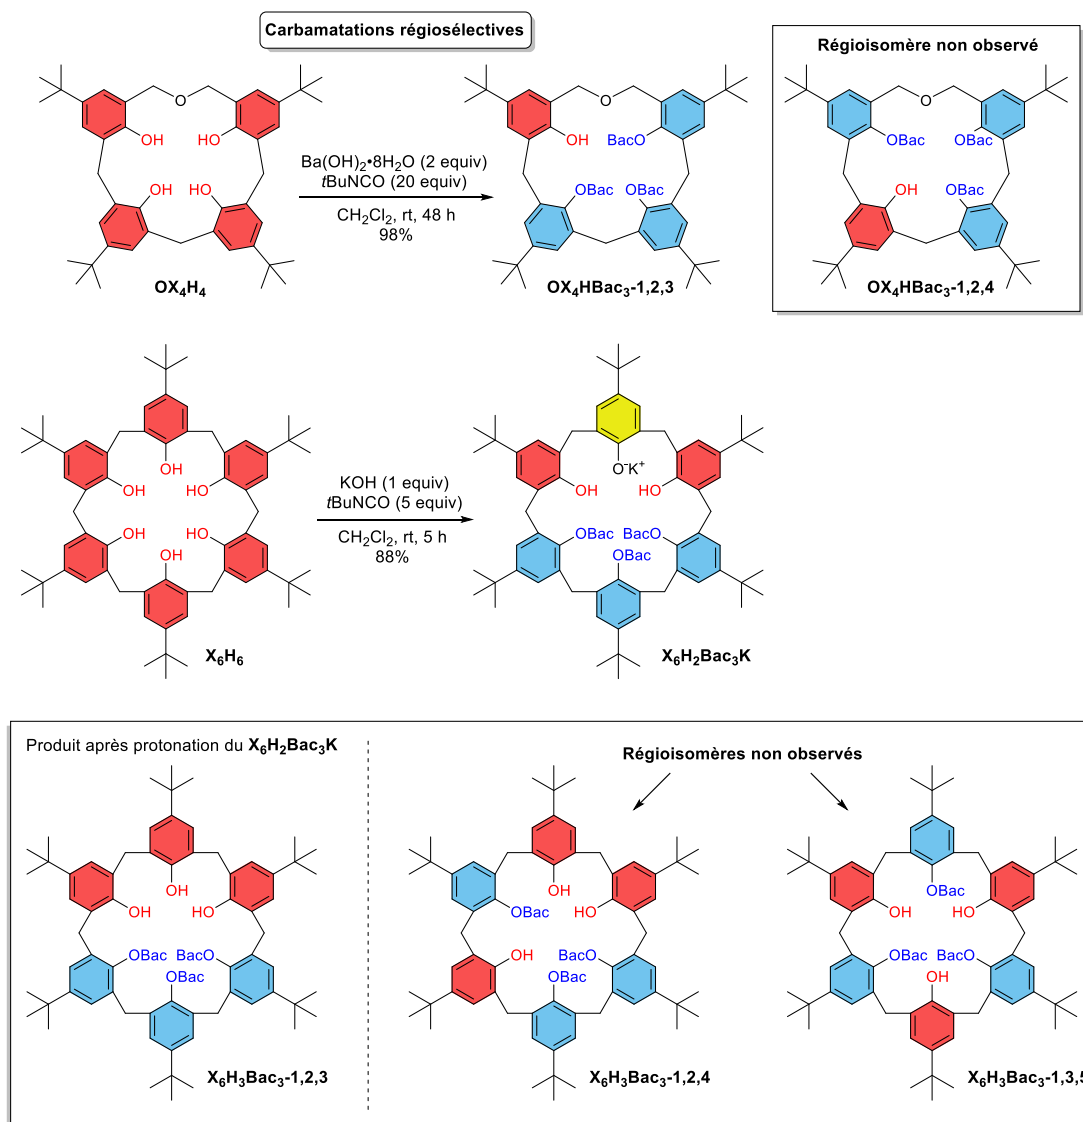 Carbamatations régiosélectives
Régioisomère non observé
O
OH
HO
OH
HO
Ba(OH)2•8H2O (2 equiv)
tBuNCO (20 equiv)
CH2Cl2, rt, 48 h
98%
O
HO
BacO
OBac
OBac
O
OBac
OBac
OH
OBac
OX4H4
OX4HBac3-1,2,3
OX4HBac3-1,2,4
OH
OH
HO
OH
HO
OH
KOH (1 equiv)
tBuNCO (5 equiv)
CH2Cl2, rt, 5 h
88%
O-K+
OH
HO
OBac
BacO
OBac
X6H6
X6H2Bac3K
Produit après protonation du X6H2Bac3K
Régioisomères non observés
OH
OH
HO
OBac
BacO
OBac
OH
OBac
HO
OH
BacO
OBac
OBac
OH
HO
OBac
BacO
OH
X6H3Bac3-1,2,3
X6H3Bac3-1,2,4
X6H3Bac3-1,3,5